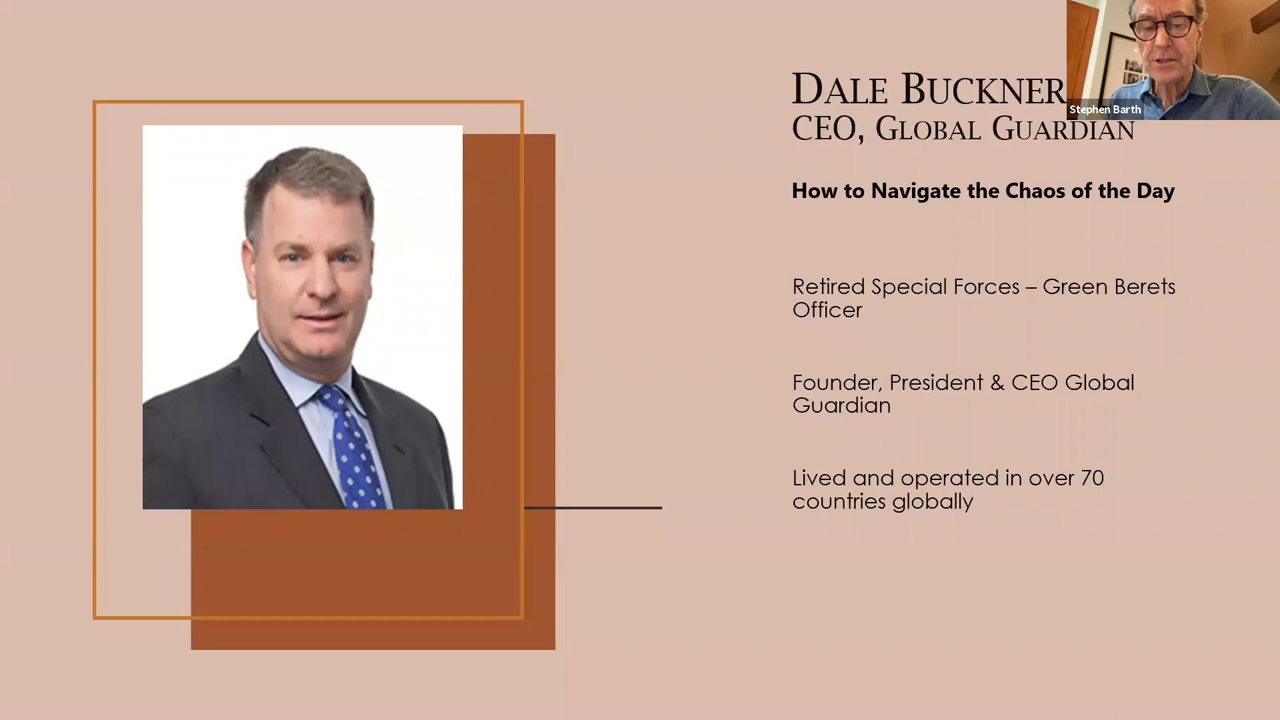 DALE BUCKNER
CEO, GLOBAL GUARDIAN
Stephen Barth
How to Navigate the Chaos of the Day
Retired Special Forces – Green Berets
Officer
Founder, President & CEO Global
Guardian
Lived and operated in over 70
countries globally